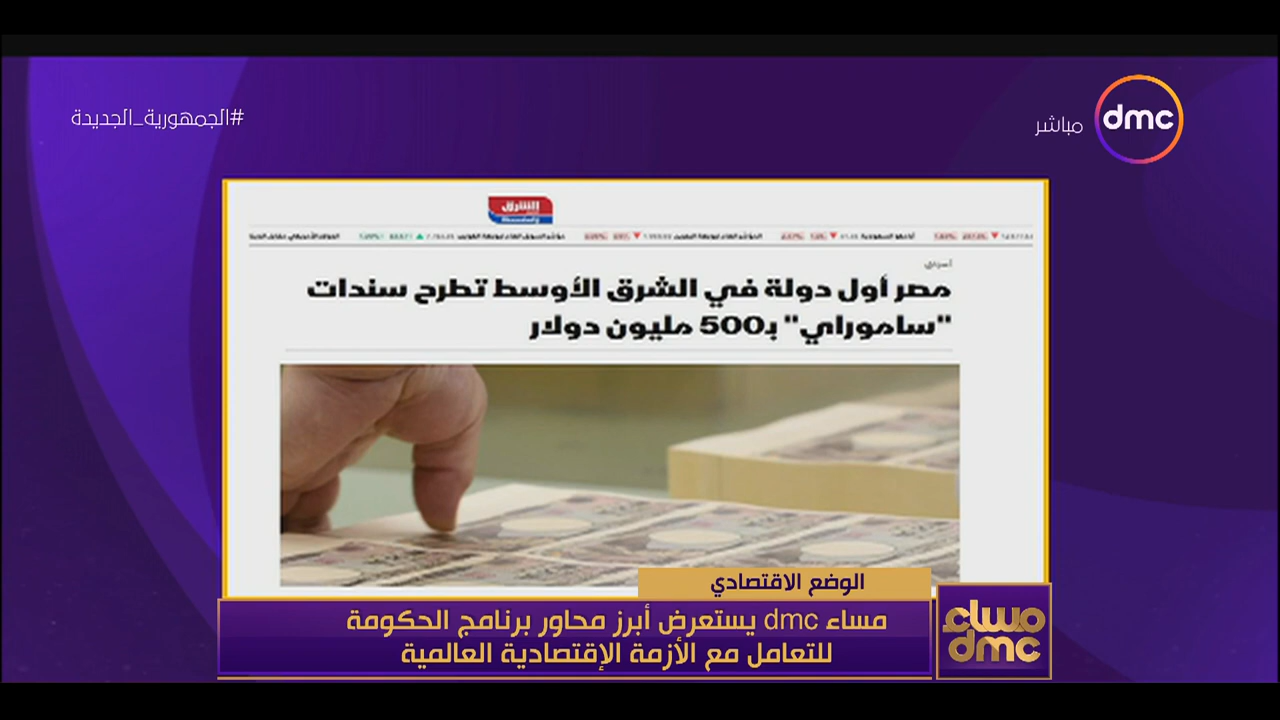 #الجمهورية_الجديدة
مباشر
dmc
الشرق
مصر أول دولة في الشرق الأوسط تطرح سندات
"ساموراي" بـ500 مليون دولار
الوضع الاقتصادي
مساء dmc يستعرض أبرز محاور برنامج الحكومة
للتعامل مع الأزمة الإقتصادية العالمية
مساء
dmc